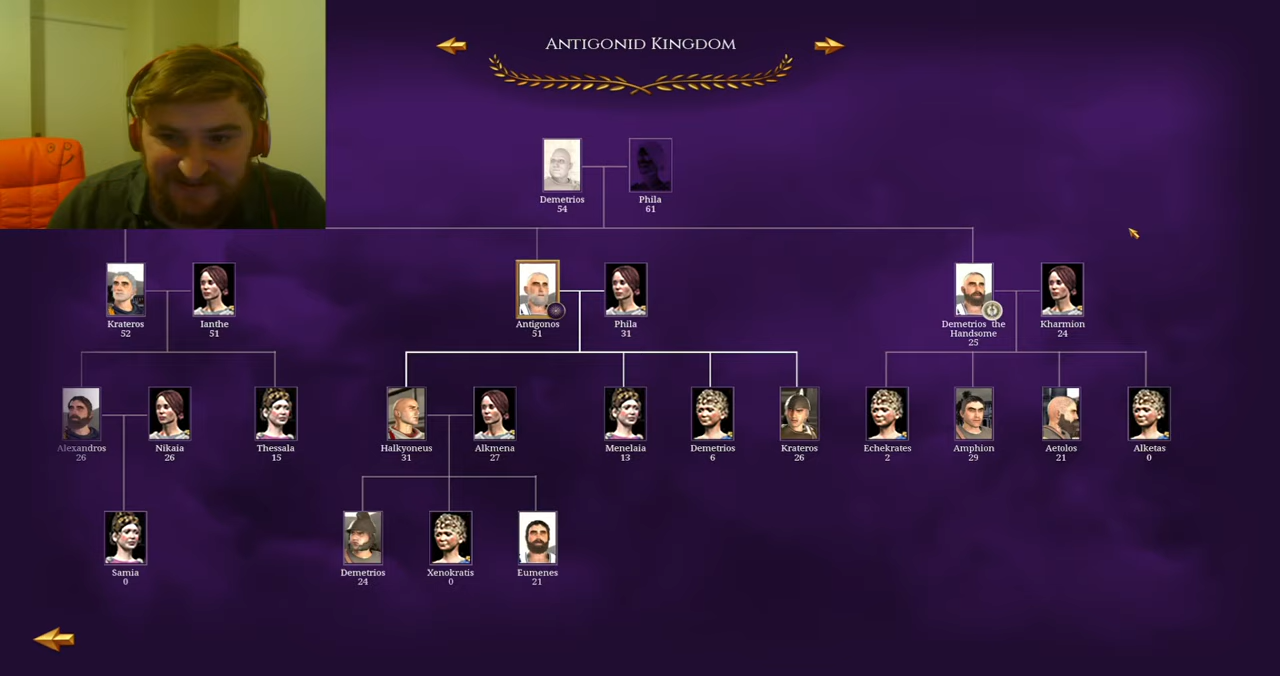 ANTIGONID KINGDOM
Demetrios
54
Phila
61
Krateros
52
Ianthe
51
Antigonos
51
Phila
31
Demetrios the
Handsome
25
Kharmion
24
Alexandros
26
Nikaia
26
Thessala
15
Halkyoneus
31
Alkmena
27
Menelaia
13
Demetrios
6
Krateros
26
Echekrates
2
Amphion
29
Aetolos
21
Alketas
0
Samia
0
Demetrios
24
Xenokratis
0
Eumenes
21